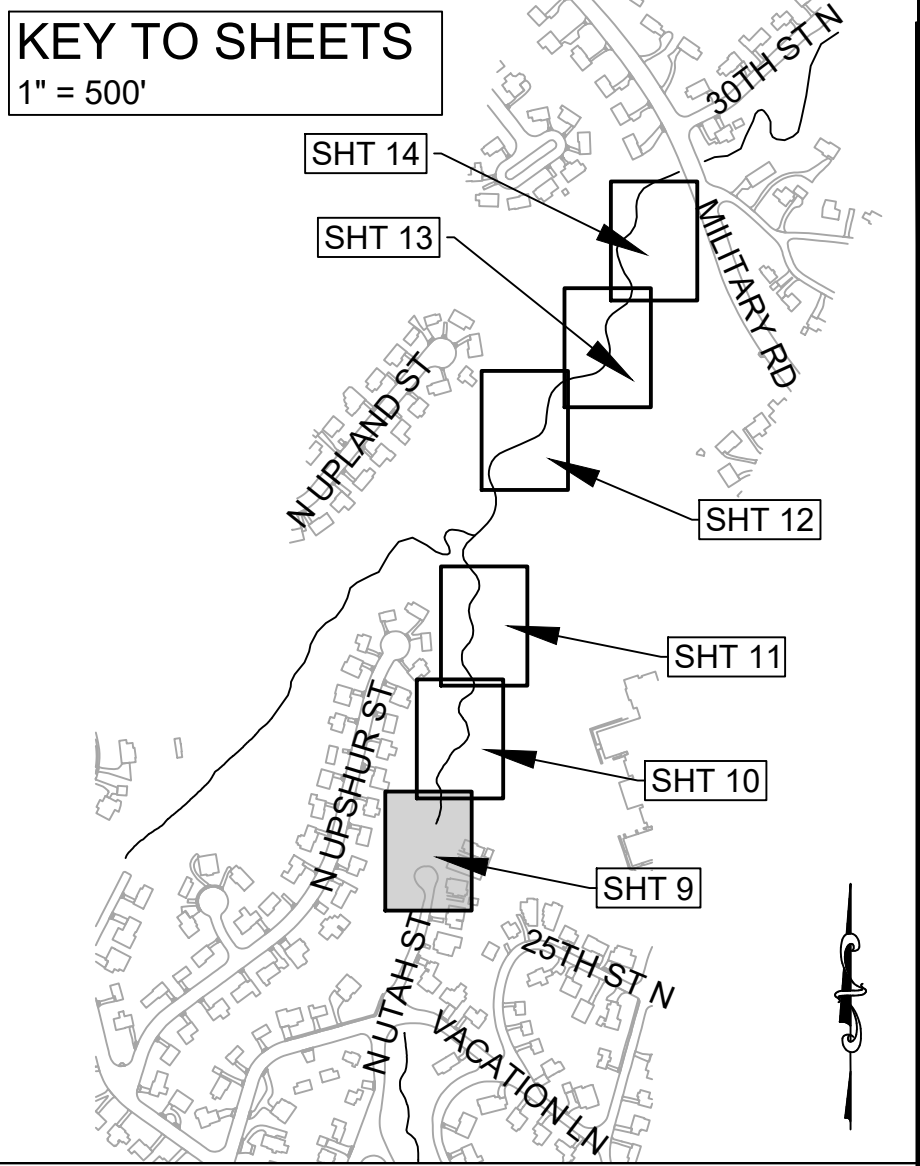 KEY TO SHEETS
1" = 500'
30TH ST N
SHT 14
SHT 13
MILITARY RD
N UPLAND ST
SHT 12
SHT 11
N UPSHUR ST
SHT 10
SHT 9
25TH ST N
N UTAH ST
VACATION LN